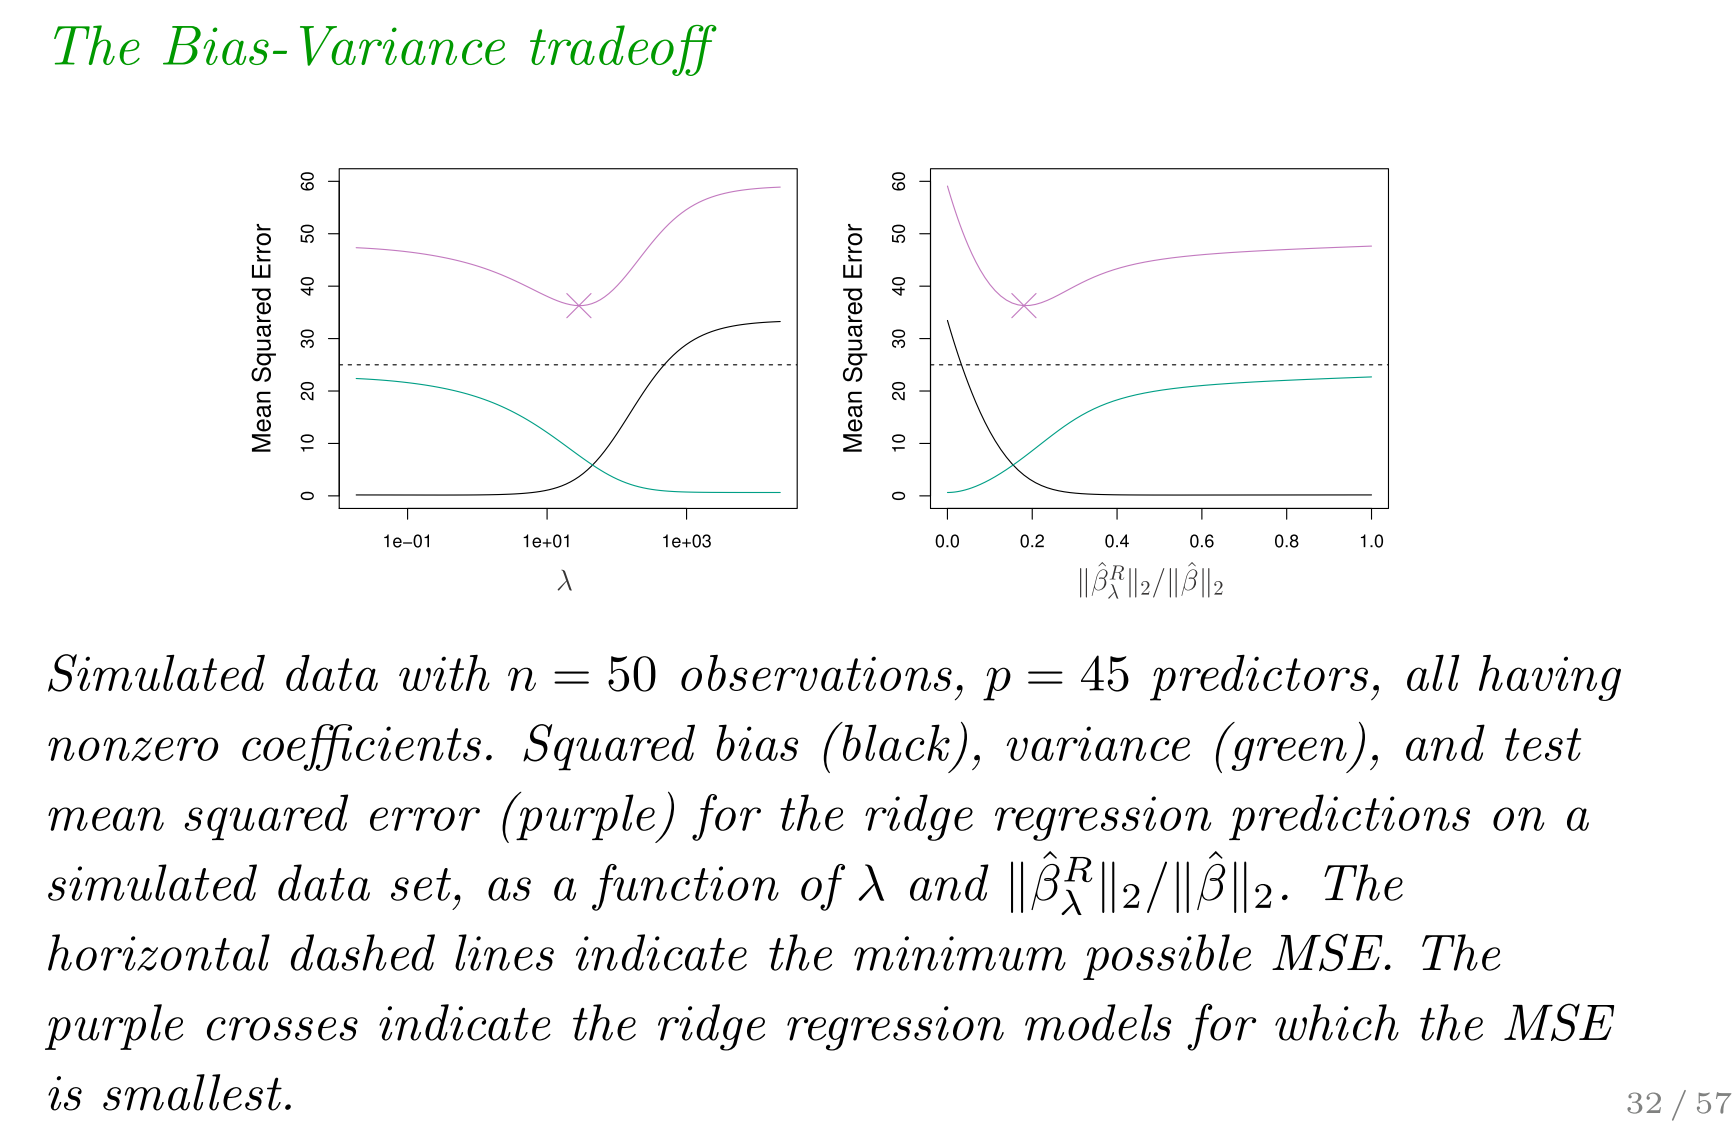 The Bias-Variance tradeoff
Mean Squared Error
0 10 20 30 40 50 60
1e−01 1e+01 1e+03
λ
Mean Squared Error
0 10 20 30 40 50 60
0.0 0.2 0.4 0.6 0.8 1.0
‖β̂λᴿ‖₂/‖β̂‖₂
Simulated data with n = 50 observations, p = 45 predictors, all having
nonzero coefficients. Squared bias (black), variance (green), and test
mean squared error (purple) for the ridge regression predictions on a
simulated data set, as a function of λ and ‖β̂λᴿ‖₂/‖β̂‖₂. The
horizontal dashed lines indicate the minimum possible MSE. The
purple crosses indicate the ridge regression models for which the MSE
is smallest.
32 / 57